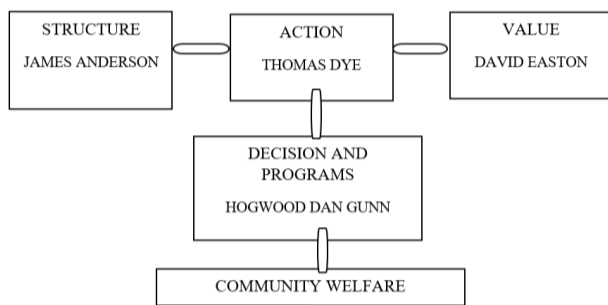 STRUCTURE
JAMES ANDERSON
ACTION
THOMAS DYE
VALUE
DAVID EASTON
DECISION AND
PROGRAMS
HOGWOOD DAN GUNN
COMMUNITY WELFARE